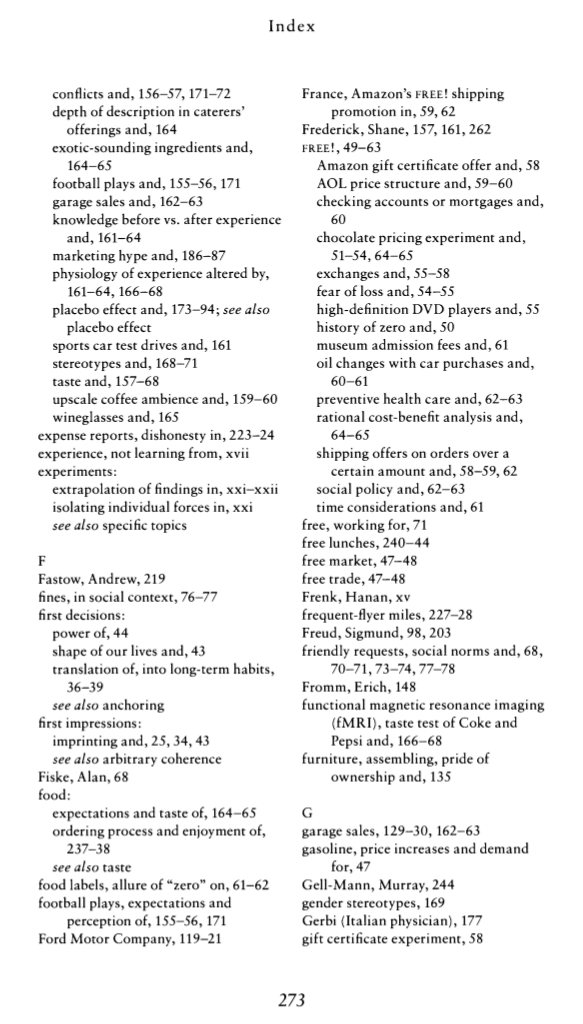 Index
conflicts and, 156–57, 171–72
depth of description in caterers'
offerings and, 164
exotic-sounding ingredients and,
164–65
football plays and, 155–56, 171
garage sales and, 162–63
knowledge before vs. after experience
and, 161–64
marketing hype and, 186–87
physiology of experience altered by,
161–64, 166–68
placebo effect and, 173–94; see also
placebo effect
sports car test drives and, 161
stereotypes and, 168–71
taste and, 157–68
upscale coffee ambience and, 159–60
wineglasses and, 165
expense reports, dishonesty in, 223–24
experience, not learning from, xvii
experiments:
extrapolation of findings in, xxi–xxii
isolating individual forces in, xxi
see also specific topics
F
Fastow, Andrew, 219
fines, in social context, 76–77
first decisions:
power of, 44
shape of our lives and, 43
translation of, into long-term habits,
36–39
see also anchoring
first impressions:
imprinting and, 25, 34, 43
see also arbitrary coherence
Fiske, Alan, 68
food:
expectations and taste of, 164–65
ordering process and enjoyment of,
237–38
see also taste
food labels, allure of “zero” on, 61–62
football plays, expectations and
perception of, 155–56, 171
Ford Motor Company, 119–21
France, Amazon's FREE! shipping
promotion in, 59, 62
Frederick, Shane, 157, 161, 262
FREE!, 49–63
Amazon gift certificate offer and, 58
AOL price structure and, 59–60
checking accounts or mortgages and,
60
chocolate pricing experiment and,
51–54, 64–65
exchanges and, 55–58
fear of loss and, 54–55
high-definition DVD players and, 55
history of zero and, 50
museum admission fees and, 61
oil changes with car purchases and,
60–61
preventive health care and, 62–63
rational cost-benefit analysis and,
64–65
shipping offers on orders over a
certain amount and, 58–59, 62
social policy and, 62–63
time considerations and, 61
free, working for, 71
free lunches, 240–44
free market, 47–48
free trade, 47–48
Frenk, Hanan, xv
frequent-flyer miles, 227–28
Freud, Sigmund, 98, 203
friendly requests, social norms and, 68,
70–71, 73–74, 77–78
Fromm, Erich, 148
functional magnetic resonance imaging
(fMRI), taste test of Coke and
Pepsi and, 166–68
furniture, assembling, pride of
ownership and, 135
G
garage sales, 129–30, 162–63
gasoline, price increases and demand
for, 47
Gell-Mann, Murray, 244
gender stereotypes, 169
Gerbi (Italian physician), 177
gift certificate experiment, 58
273